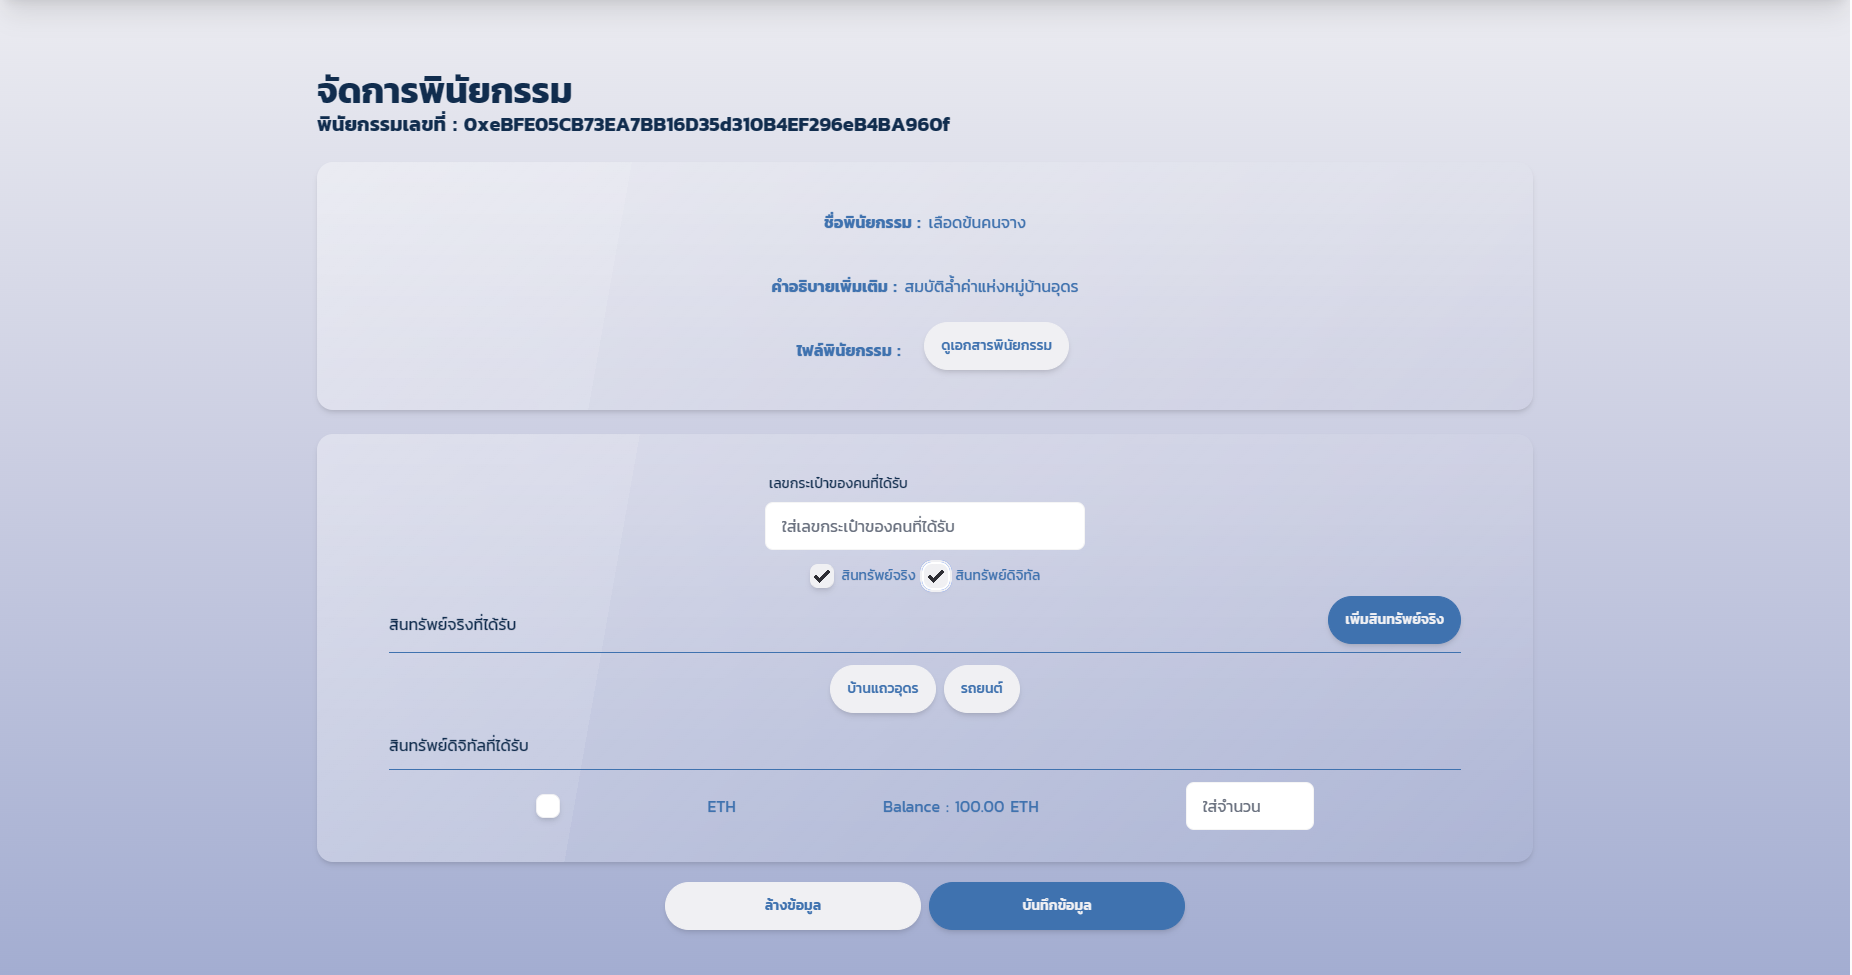 จัดการพินัยกรรม
พินัยกรรมเลขที่ : 0xeBFE05CB73EA7BB16D35d310B4EF296eB4BA960f
ชื่อพินัยกรรม : เลือดข้นคนจาง
คำอธิบายเพิ่มเติม : สมบัติล้ำค่าแห่งหมู่บ้านอุดร
ไฟล์พินัยกรรม : ดูเอกสารพินัยกรรม
เลขกระเป๋าของคนที่ได้รับ
ใส่เลขกระเป๋าของคนที่ได้รับ
สินทรัพย์จริง สินทรัพย์ดิจิทัล
สินทรัพย์จริงที่ได้รับ เพิ่มสินทรัพย์จริง
บ้านแถวอุดร รถยนต์
สินทรัพย์ดิจิทัลที่ได้รับ
ETH Balance : 100.00 ETH ใส่จำนวน
ล้างข้อมูล บันทึกข้อมูล